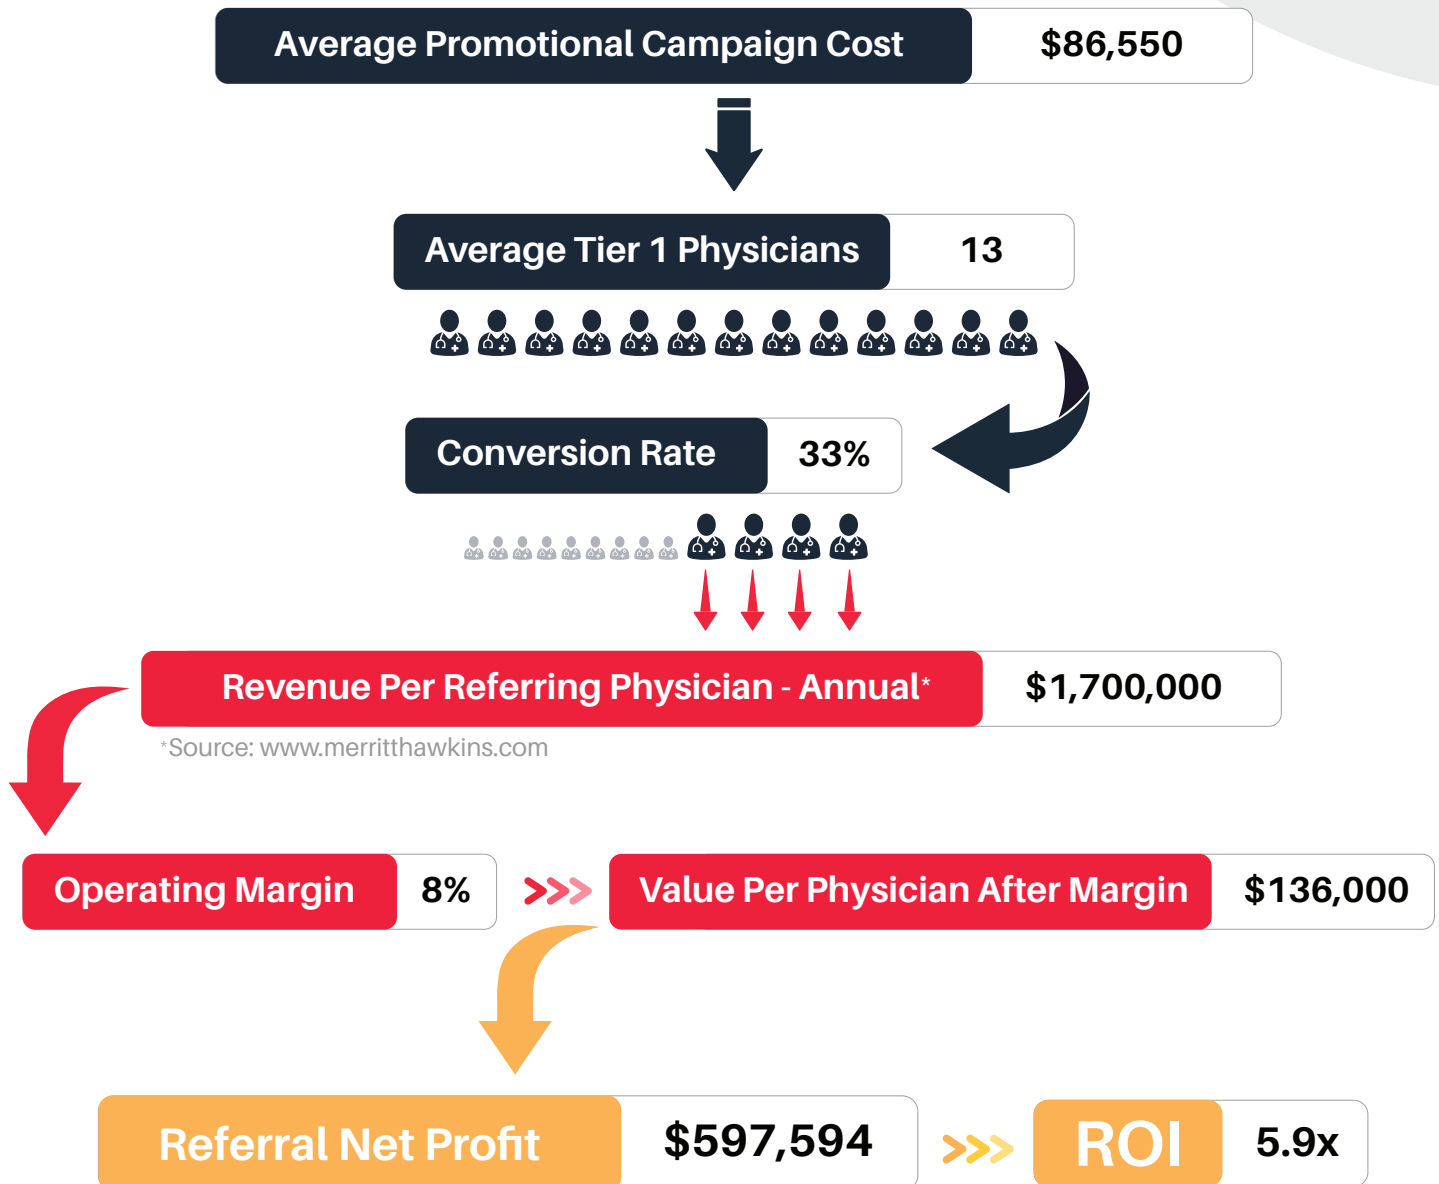 Average Promotional Campaign Cost $86,550
Average Tier 1 Physicians 13
Conversion Rate 33%
Revenue Per Referring Physician - Annual* $1,700,000
*Source: www.merritthawkins.com
Operating Margin 8% >>> Value Per Physician After Margin $136,000
Referral Net Profit $597,594 >>> ROI 5.9x